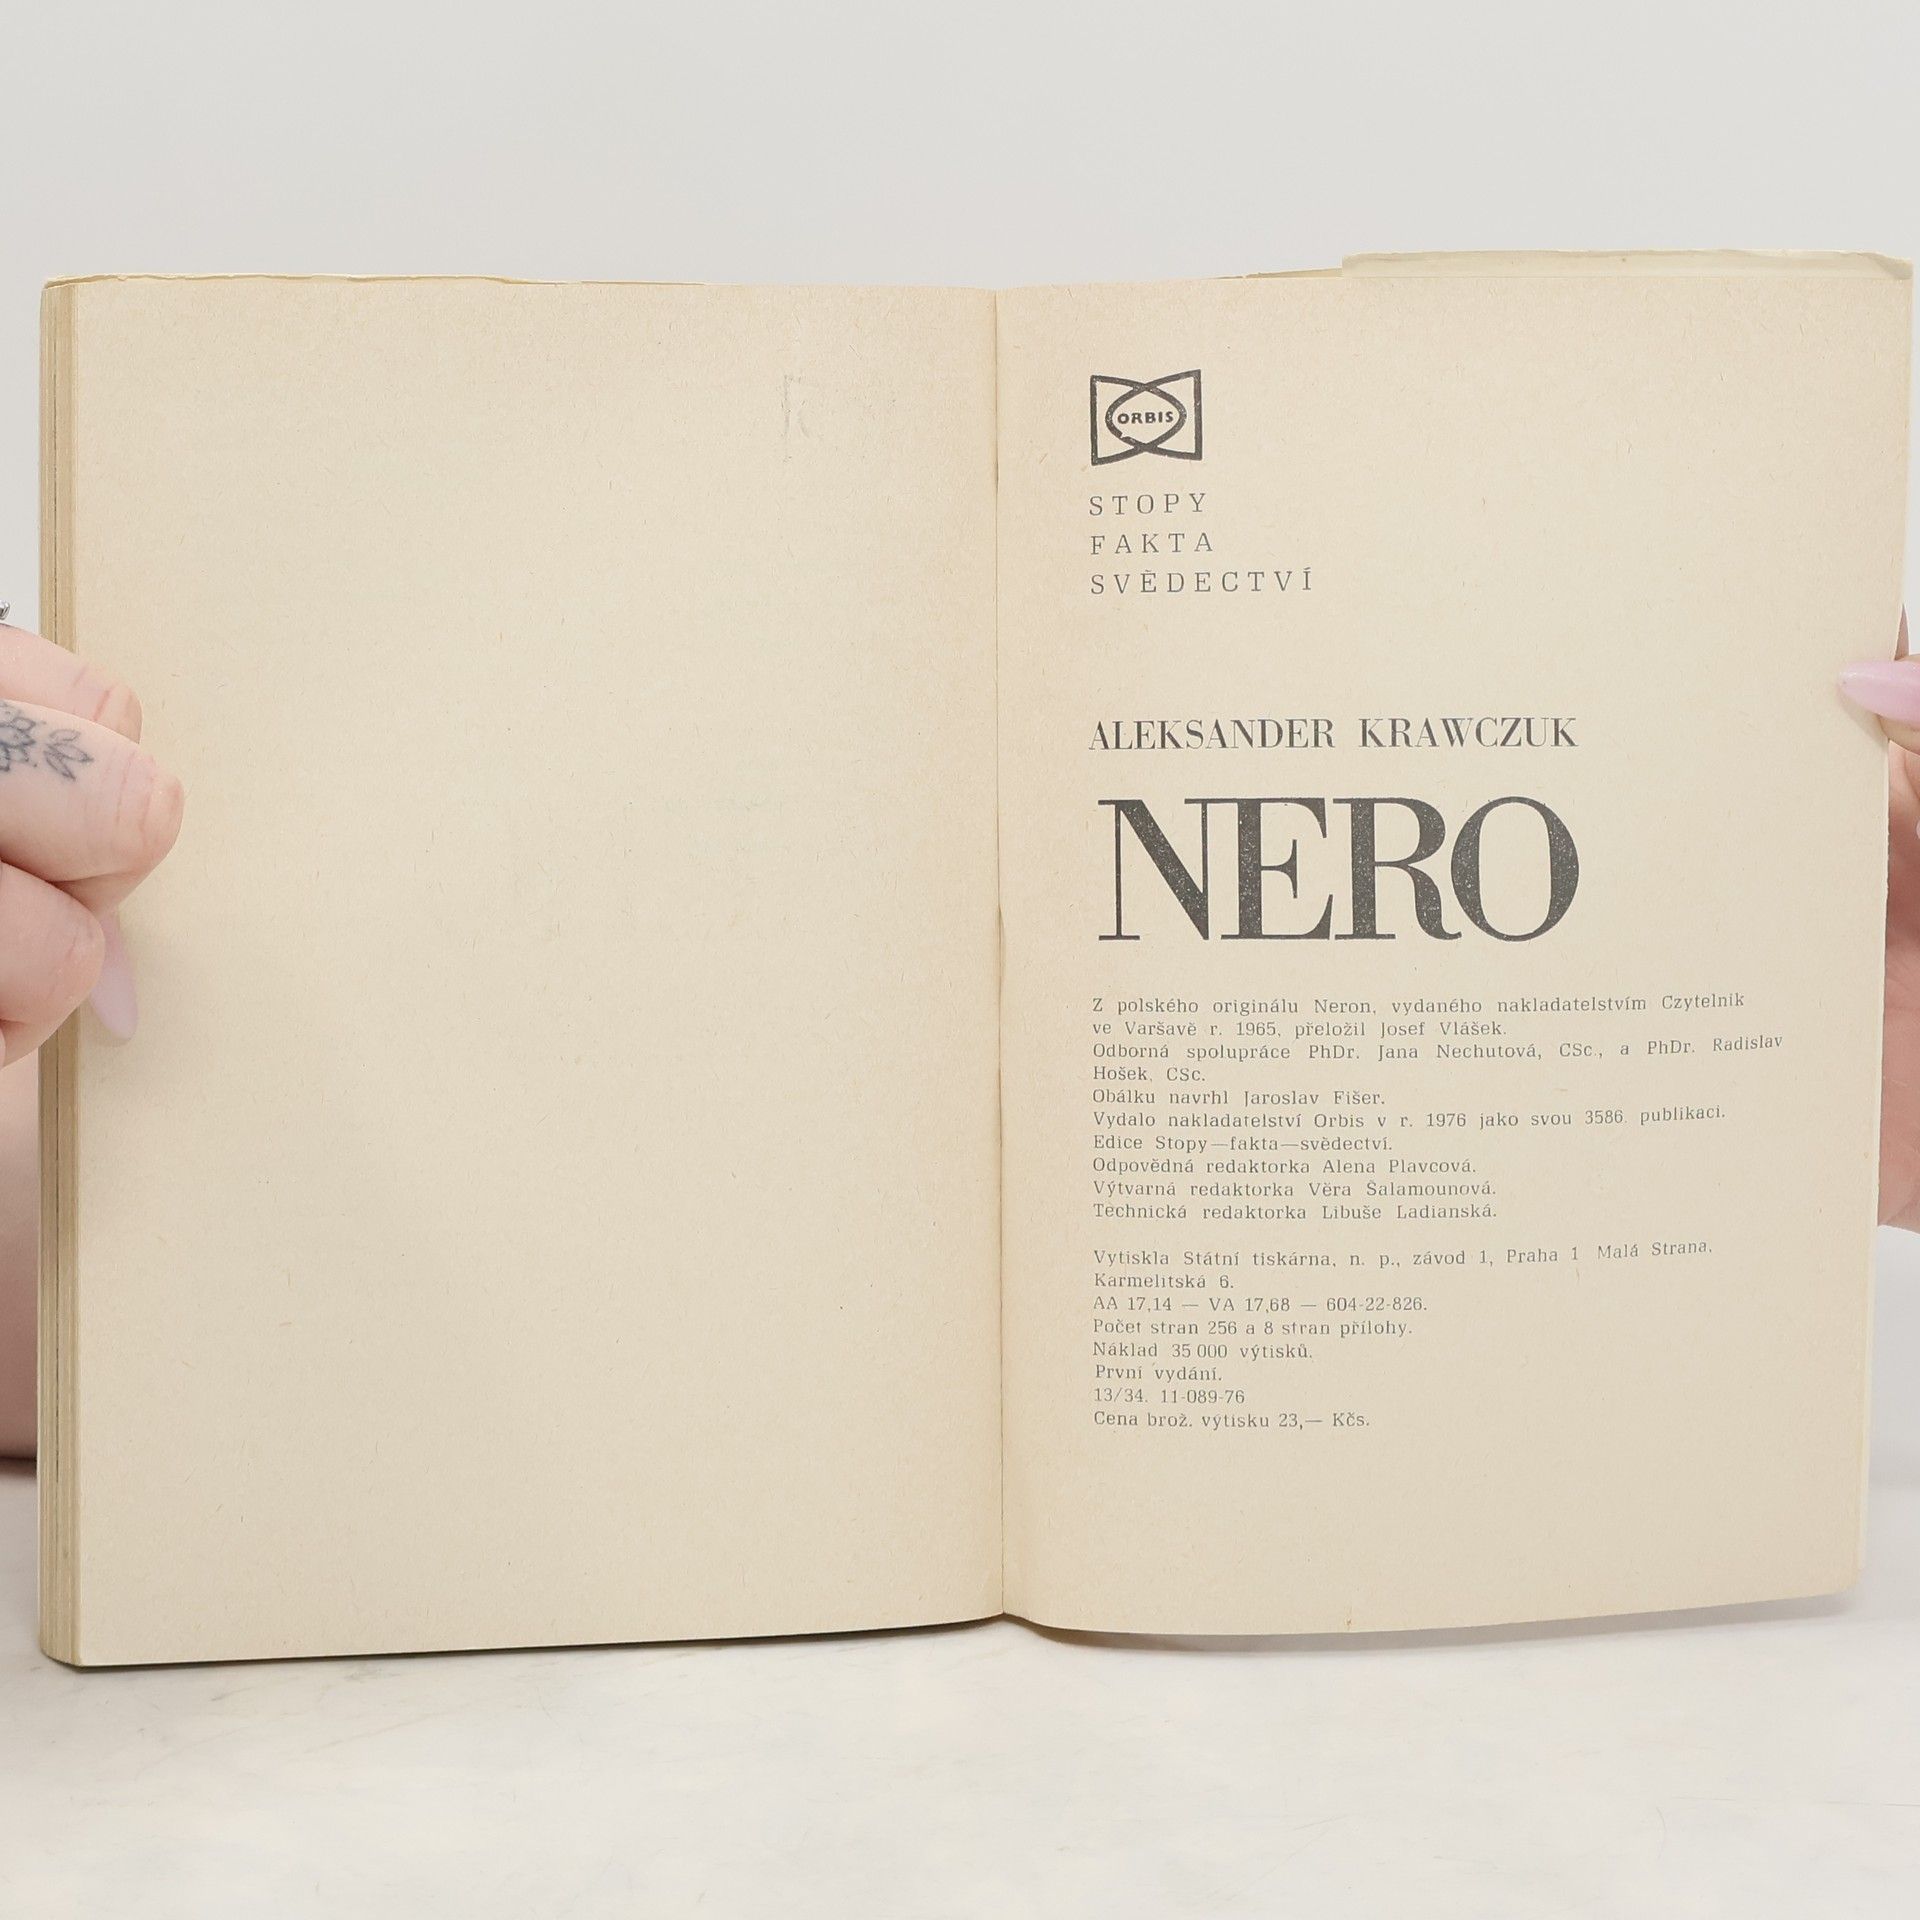 ORBIS
STOPY
FAKTA
SVĚDECTVÍ
ALEKSANDER KRAWCZUK
NERO
Z polského originálu Neron, vydaného nakladatelstvím Czytelnik
ve Varšavě r. 1965, přeložil Josef Vlášek.
Odborná spolupráce PhDr. Jana Nechutová, CSc., a PhDr. Radislav
Hošek, CSc.
Obálku navrhl Jaroslav Fišer.
Vydalo nakladatelství Orbis v r. 1976 jako svou 3586. publikaci.
Edice Stopy—fakta—svědectví.
Odpovědná redaktorka Alena Plavcová.
Výtvarná redaktorka Věra Šalamounová.
Technická redaktorka Libuše Ladianská.
Vytiskla Státní tiskárna, n. p., závod 1, Praha 1 Malá Strana,
Karmelitská 6.
AA 17,14 — VA 17,68 — 604-22-826.
Počet stran 256 a 8 stran přílohy.
Náklad 35 000 výtisků.
První vydání.
13/34. 11-089-76
Cena brož. výtisku 23,— Kčs.